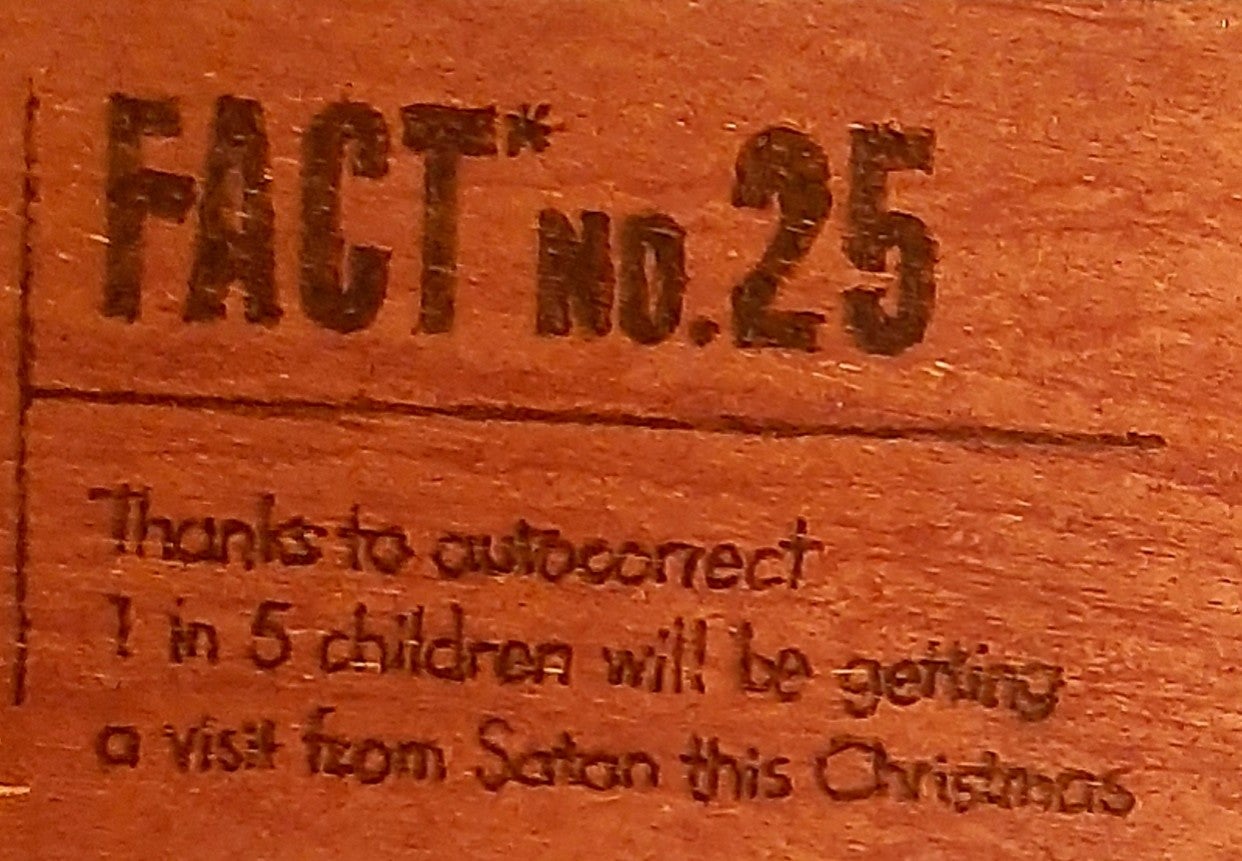 FACT* NO.25
Thanks to autocorrect
1 in 5 children will be getting
a visit from Satan this Christmas